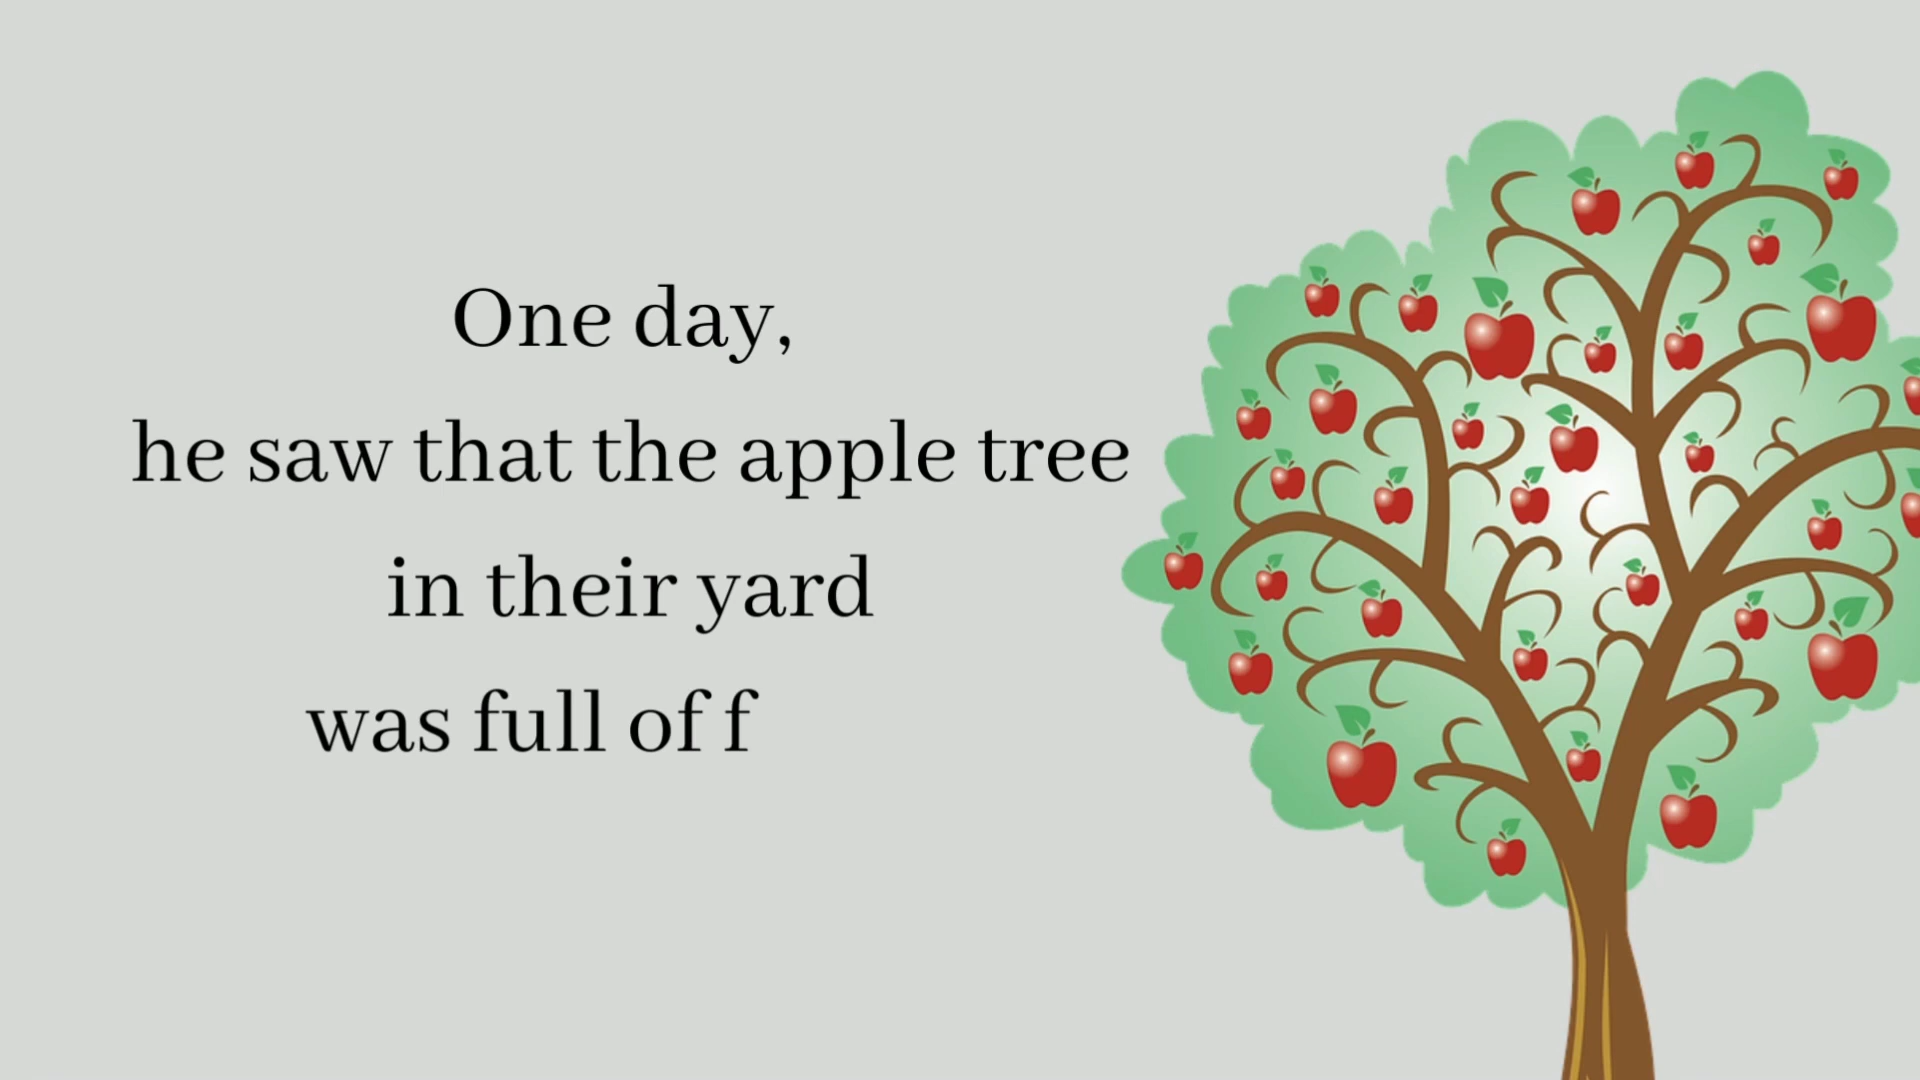 One day,
he saw that the apple tree
in their yard
was full of f